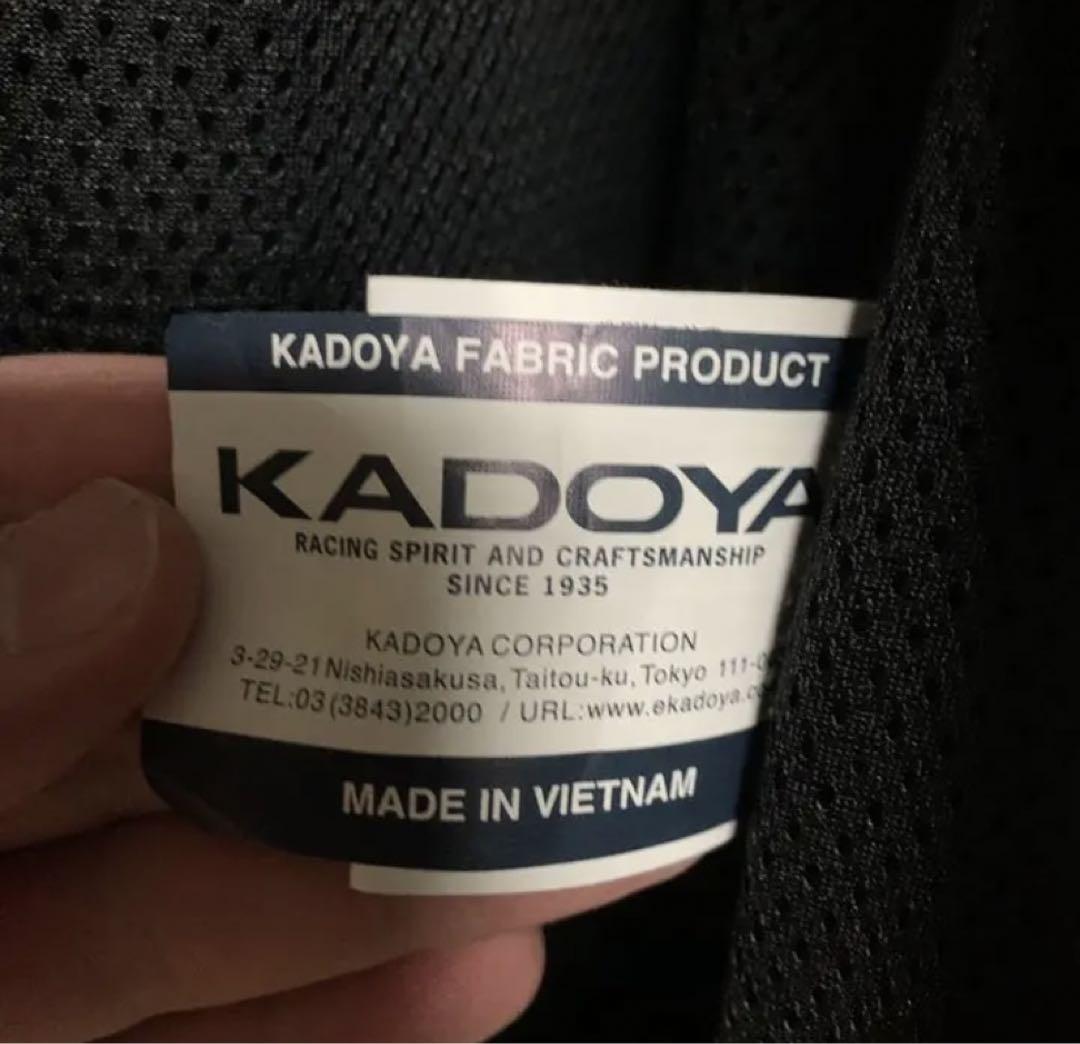 KADOYA FABRIC PRODUCT
KADOYA
RACING SPIRIT AND CRAFTSMANSHIP
SINCE 1935
KADOYA CORPORATION
3-29-21 Nishiasakusa, Taitou-ku, Tokyo 111-
TEL:03(3843)2000 / URL:www.ekadoya.c
MADE IN VIETNAM